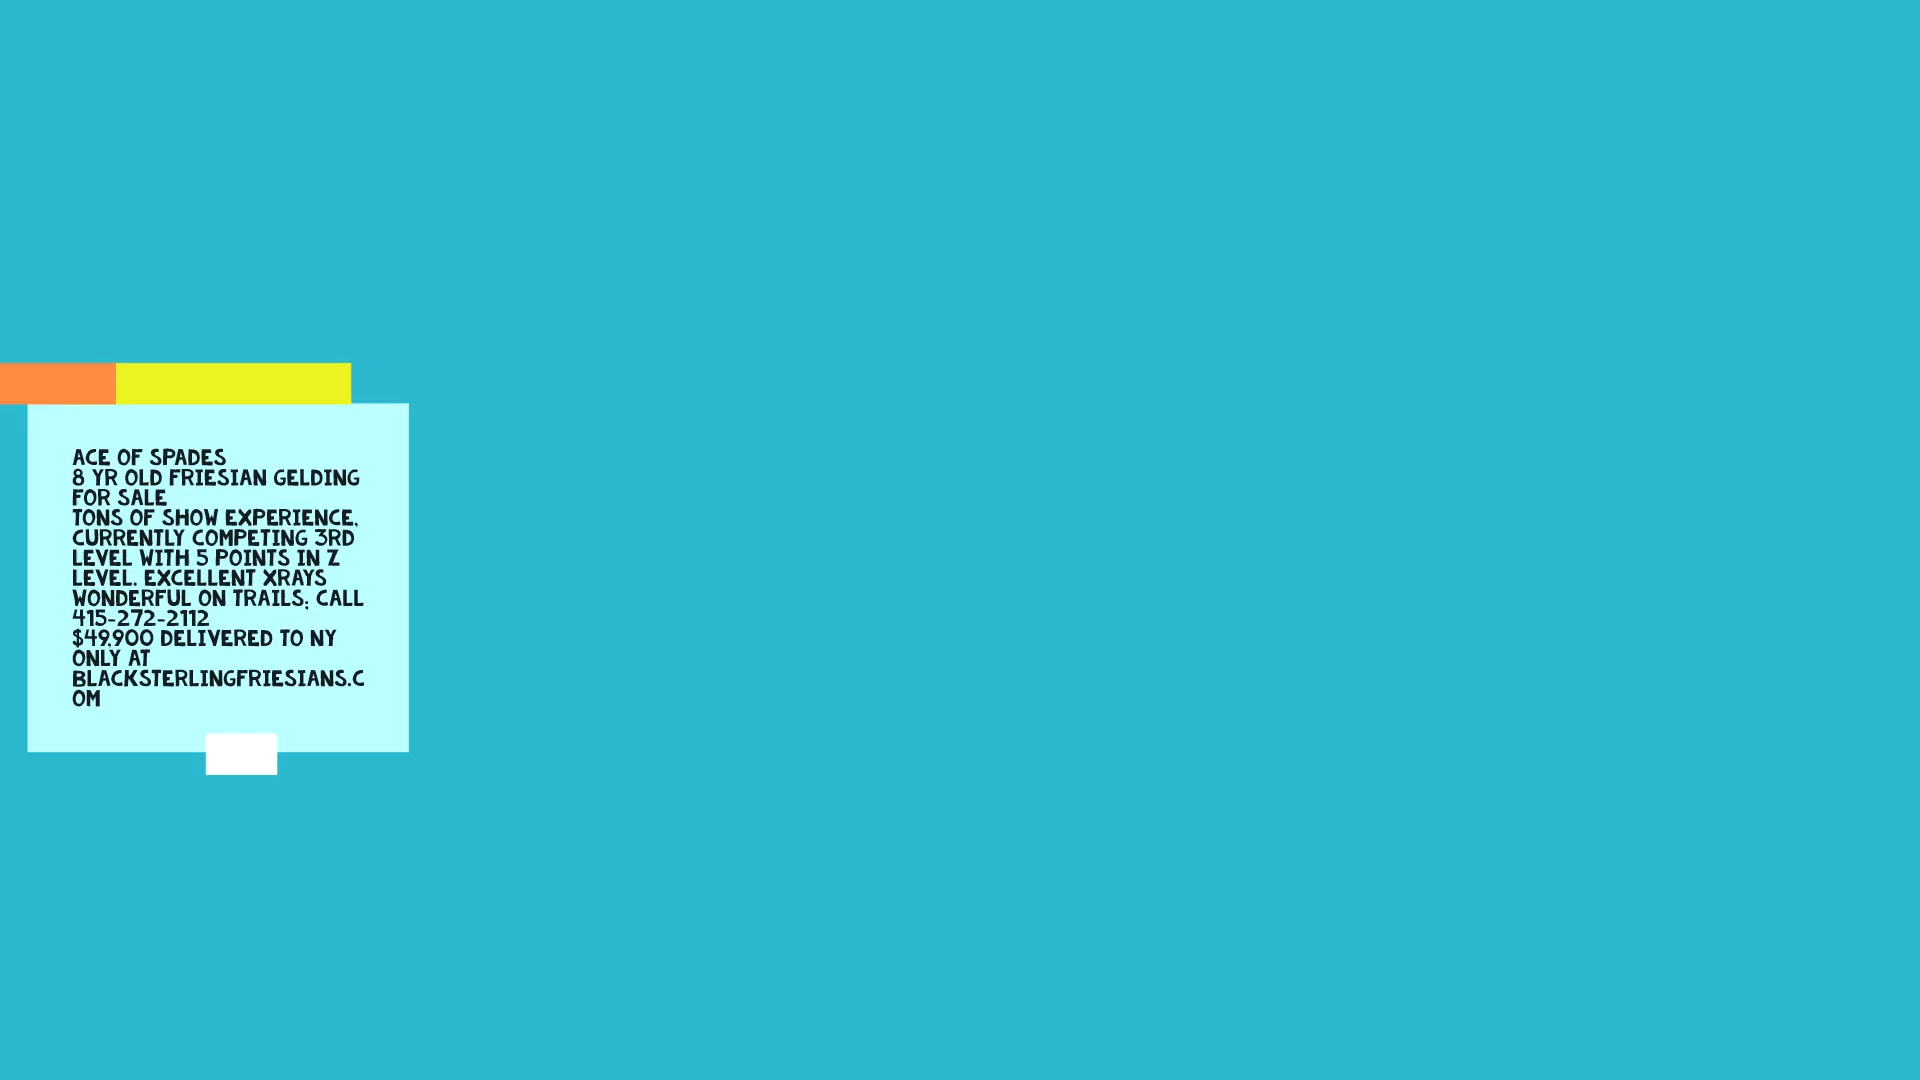 ACE OF SPADES
8 YR OLD FRIESIAN GELDING
FOR SALE
TONS OF SHOW EXPERIENCE,
CURRENTLY COMPETING 3RD
LEVEL WITH 5 POINTS IN Z
LEVEL. EXCELLENT XRAYS
WONDERFUL ON TRAILS; CALL
415-272-2112
$49,900 DELIVERED TO NY
ONLY AT
BLACKSTERLINGFRIESIANS.C
OM